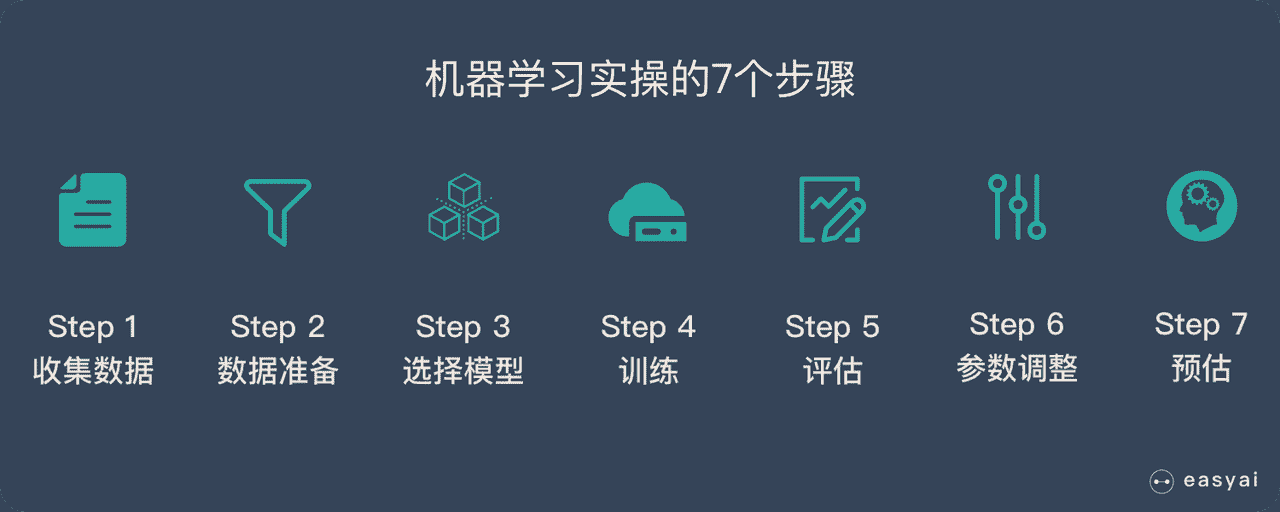 机器学习实操的7个步骤
Step 1
收集数据
Step 2
数据准备
Step 3
选择模型
Step 4
训练
Step 5
评估
Step 6
参数调整
Step 7
预估
easyai